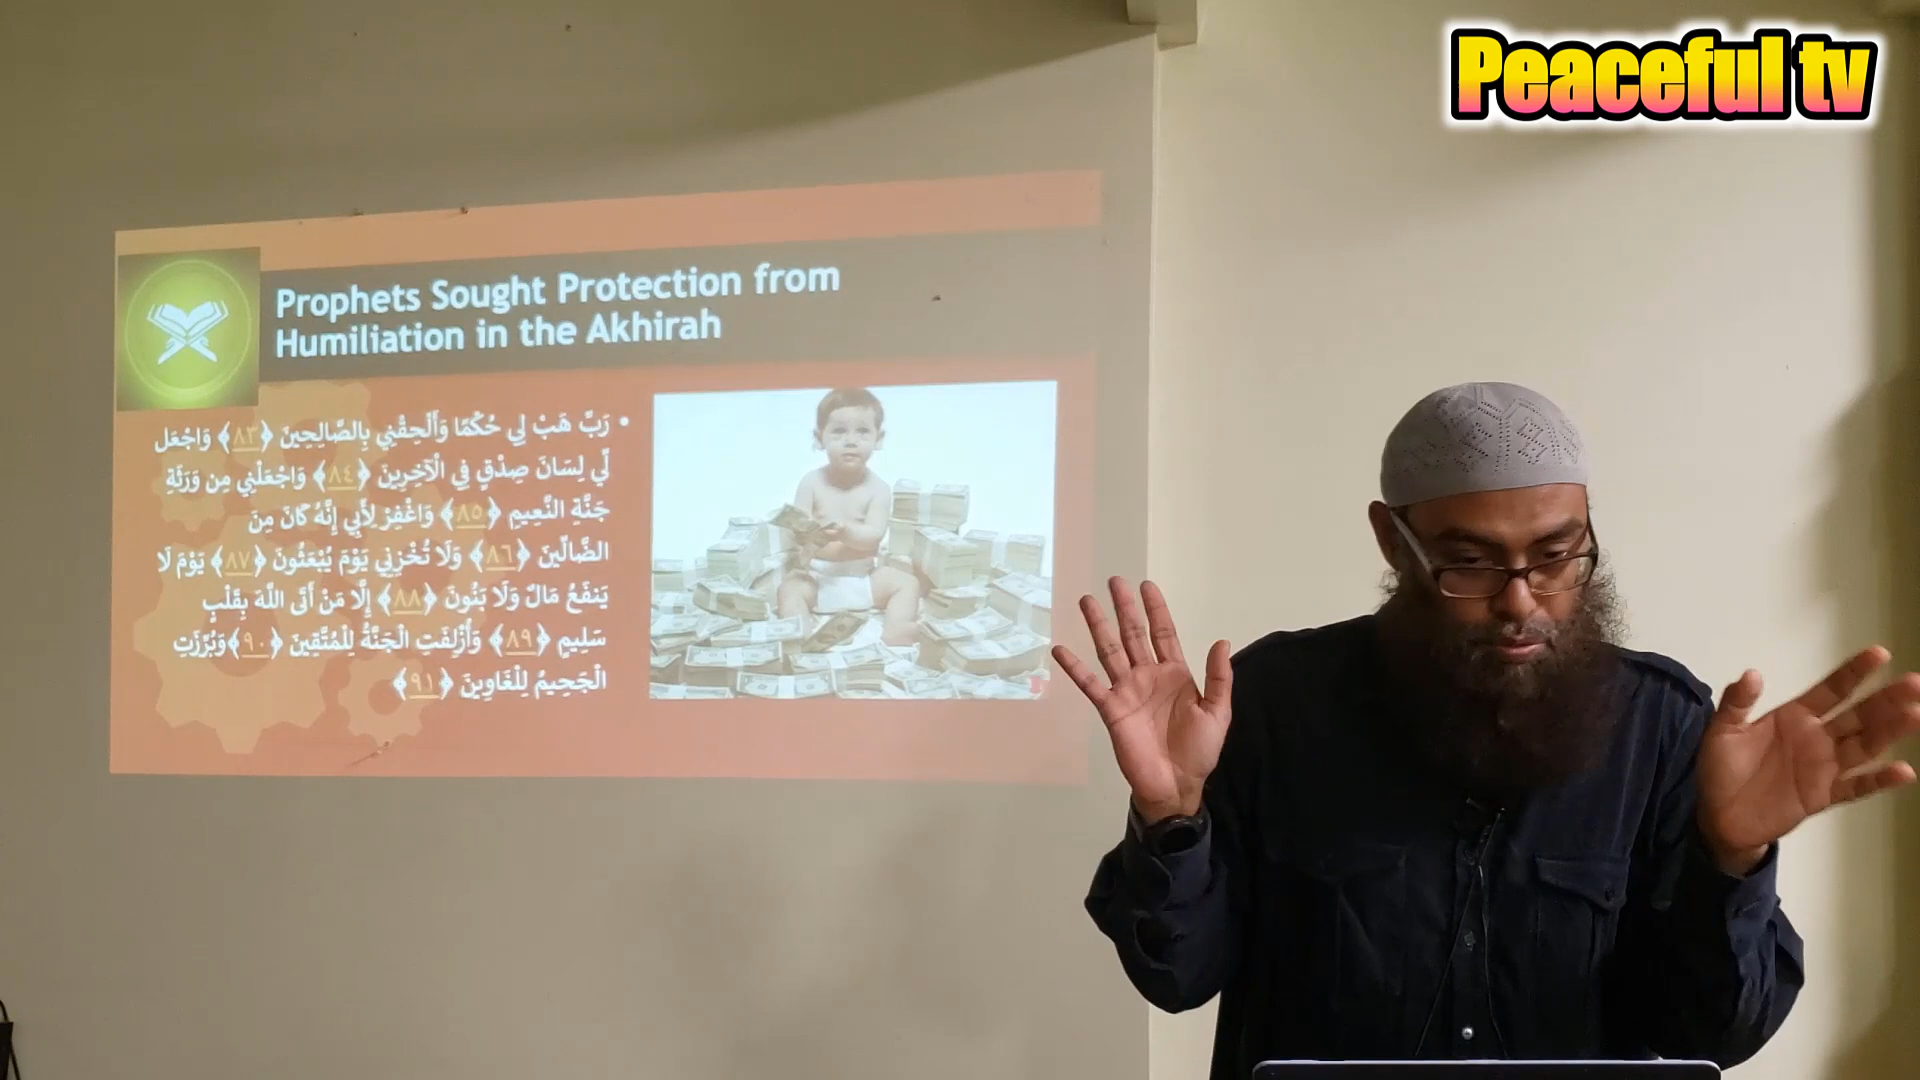 Peaceful tv
Prophets Sought Protection from
Humiliation in the Akhirah
• رَبِّ هَبْ لِي حُكْمًا وَأَلْحِقْنِي بِالصَّالِحِينَ ﴿٨٣﴾ وَاجْعَل
لِّي لِسَانَ صِدْقٍ فِي الْآخِرِينَ ﴿٨٤﴾ وَاجْعَلْنِي مِن وَرَثَةِ
جَنَّةِ النَّعِيمِ ﴿٨٥﴾ وَاغْفِرْ لِأَبِي إِنَّهُ كَانَ مِنَ
الضَّالِّينَ ﴿٨٦﴾ وَلَا تُخْزِنِي يَوْمَ يُبْعَثُونَ ﴿٨٧﴾ يَوْمَ لَا
يَنفَعُ مَالٌ وَلَا بَنُونَ ﴿٨٨﴾ إِلَّا مَنْ أَتَى اللَّهَ بِقَلْبٍ
سَلِيمٍ ﴿٨٩﴾ وَأُزْلِفَتِ الْجَنَّةُ لِلْمُتَّقِينَ ﴿٩٠﴾وَبُرِّزَتِ
الْجَحِيمُ لِلْغَاوِينَ ﴿٩١﴾